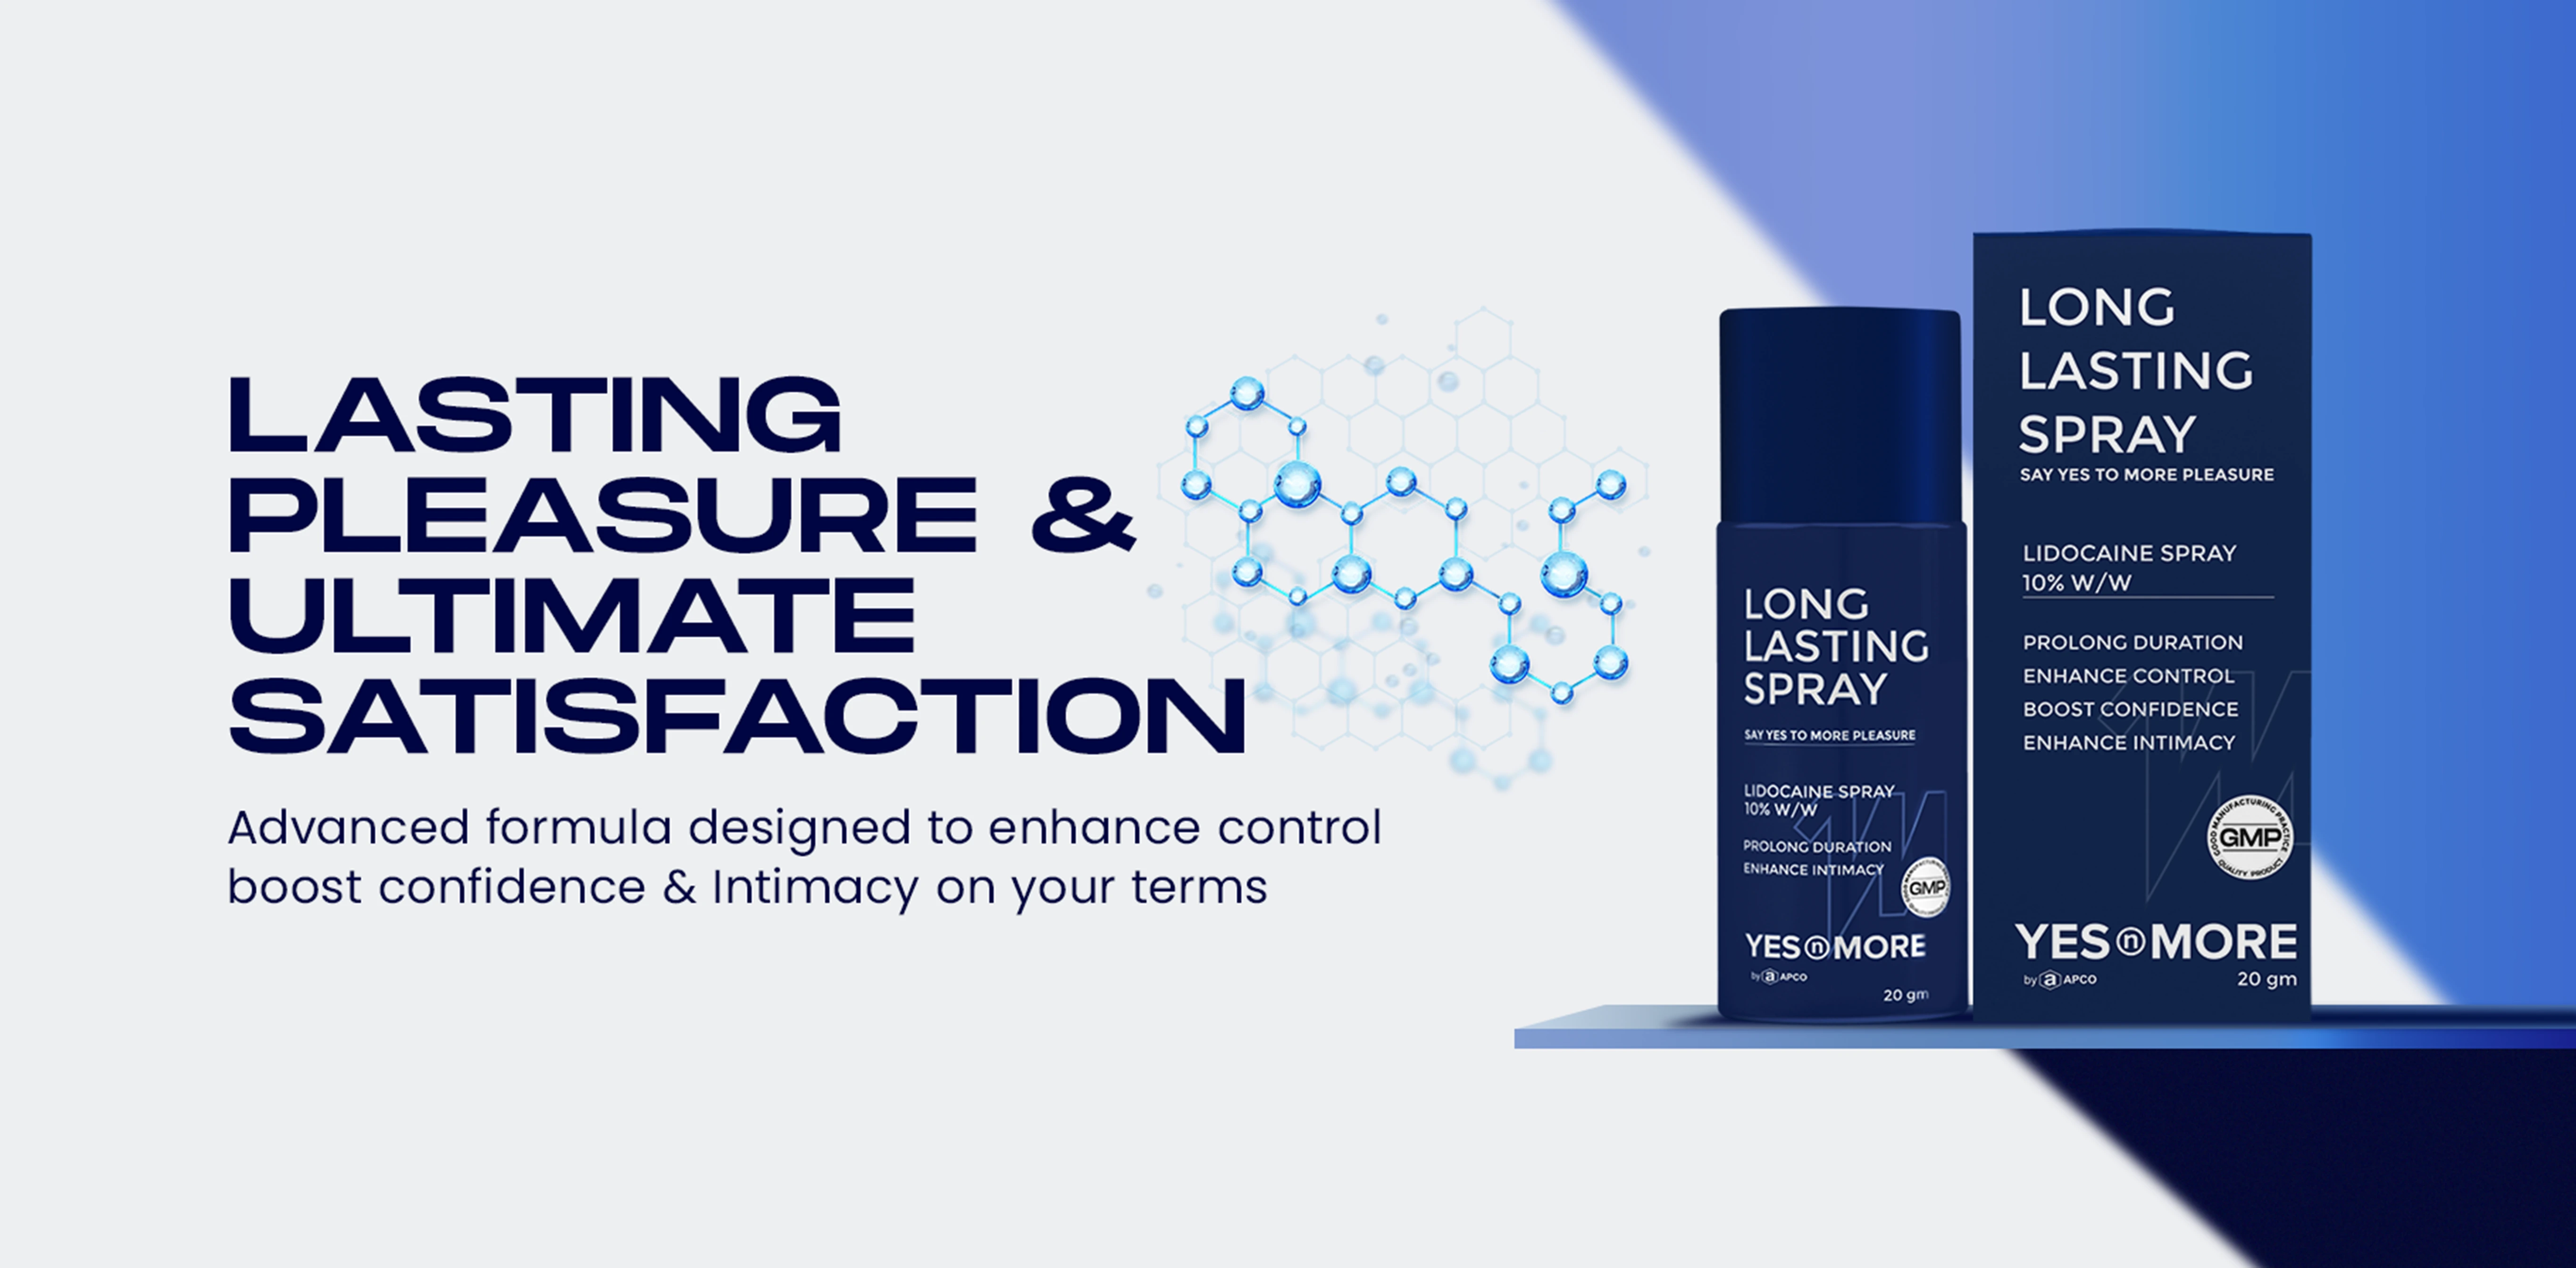 LASTING
PLEASURE &
ULTIMATE
SATISFACTION
Advanced formula designed to enhance control
boost confidence & Intimacy on your terms
LONG
LASTING
SPRAY
SAY YES TO MORE PLEASURE
LIDOCAINE SPRAY
10% W/W
PROLONG DURATION
ENHANCE INTIMACY
GMP
YES n MORE
by a APCO
20 gm
LONG
LASTING
SPRAY
SAY YES TO MORE PLEASURE
LIDOCAINE SPRAY
10% W/W
PROLONG DURATION
ENHANCE CONTROL
BOOST CONFIDENCE
ENHANCE INTIMACY
GOOD MANUFACTURING PRACTICE
GMP
QUALITY PRODUCT
YES n MORE
by a APCO
20 gm